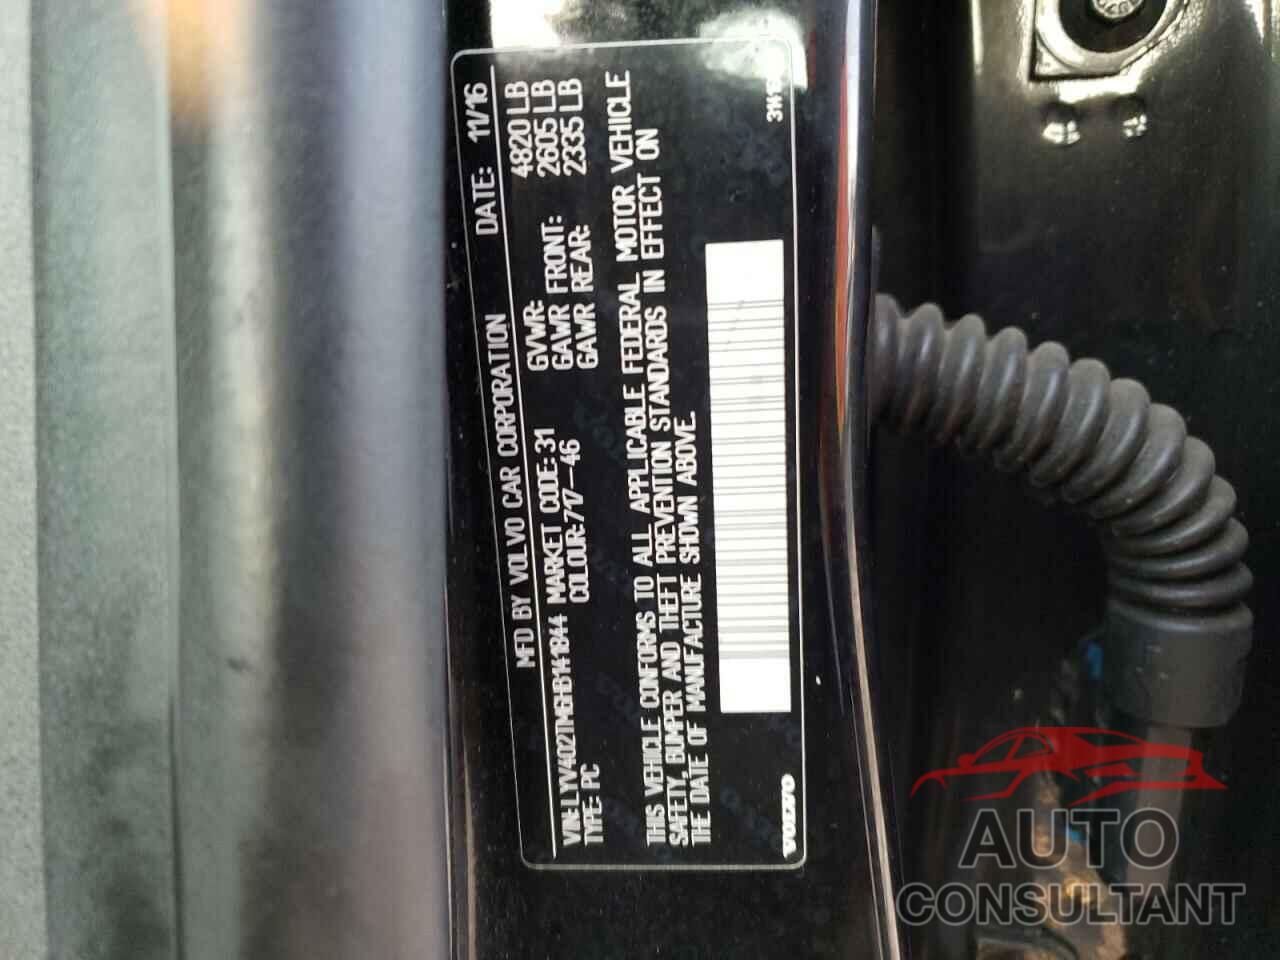 MFD BY VOLVO CAR CORPORATION DATE: 11/16
VIN: LYV402TM6HB141844 MARKET CODE: 31 GVWR: 4820 LB
TYPE: PC COLOUR: 717--46 GAWR FRONT: 2605 LB
GAWR REAR: 2335 LB
THIS VEHICLE CONFORMS TO ALL APPLICABLE FEDERAL MOTOR VEHICLE
SAFETY, BUMPER AND THEFT PREVENTION STANDARDS IN EFFECT ON
THE DATE OF MANUFACTURE SHOWN ABOVE.
VOLVO
AUTO
CONSULTANT